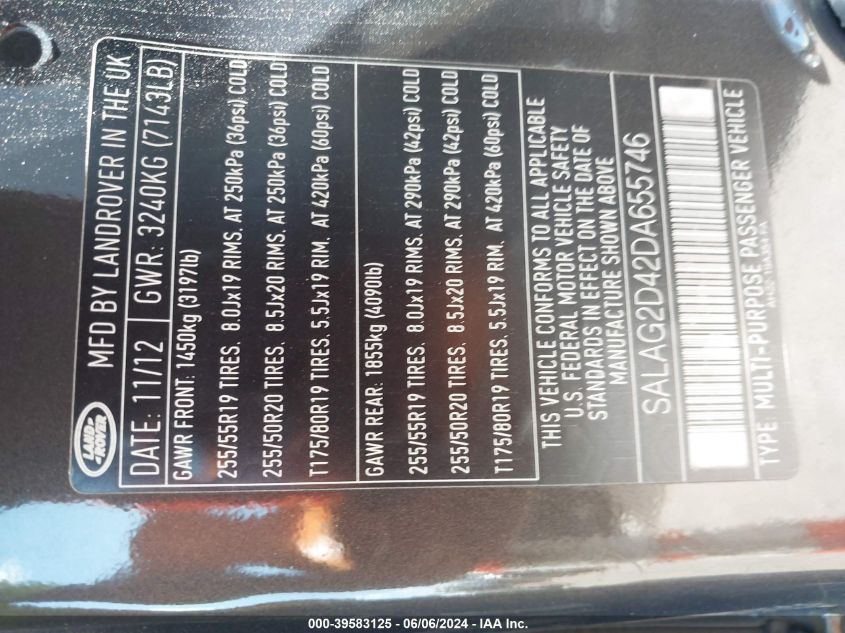 LAND
ROVER
MFD BY LANDROVER IN THE UK
DATE: 11/12 GWR: 3240KG (7143LB)
GAWR FRONT: 1450kg (3197lb)
255/55R19 TIRES. 8.0Jx19 RIMS. AT 250kPa (36psi) COLD
255/50R20 TIRES. 8.5Jx20 RIMS. AT 250kPa (36psi) COLD
T175/80R19 TIRES. 5.5Jx19 RIM. AT 420kPa (60psi) COLD
GAWR REAR: 1855kg (4090lb)
255/55R19 TIRES. 8.0Jx19 RIMS. AT 290kPa (42psi) COLD
255/50R20 TIRES. 8.5Jx20 RIMS. AT 290kPa (42psi) COLD
T175/80R19 TIRES. 5.5Jx19 RIM. AT 420kPa (60psi) COLD
THIS VEHICLE CONFORMS TO ALL APPLICABLE
U.S. FEDERAL MOTOR VEHICLE SAFETY
STANDARDS IN EFFECT ON THE DATE OF
MANUFACTURE SHOWN ABOVE
SALAG2D42DA655746
TYPE: MULTI-PURPOSE PASSENGER VEHICLE
000-39583125 - 06/06/2024 - IAA Inc.